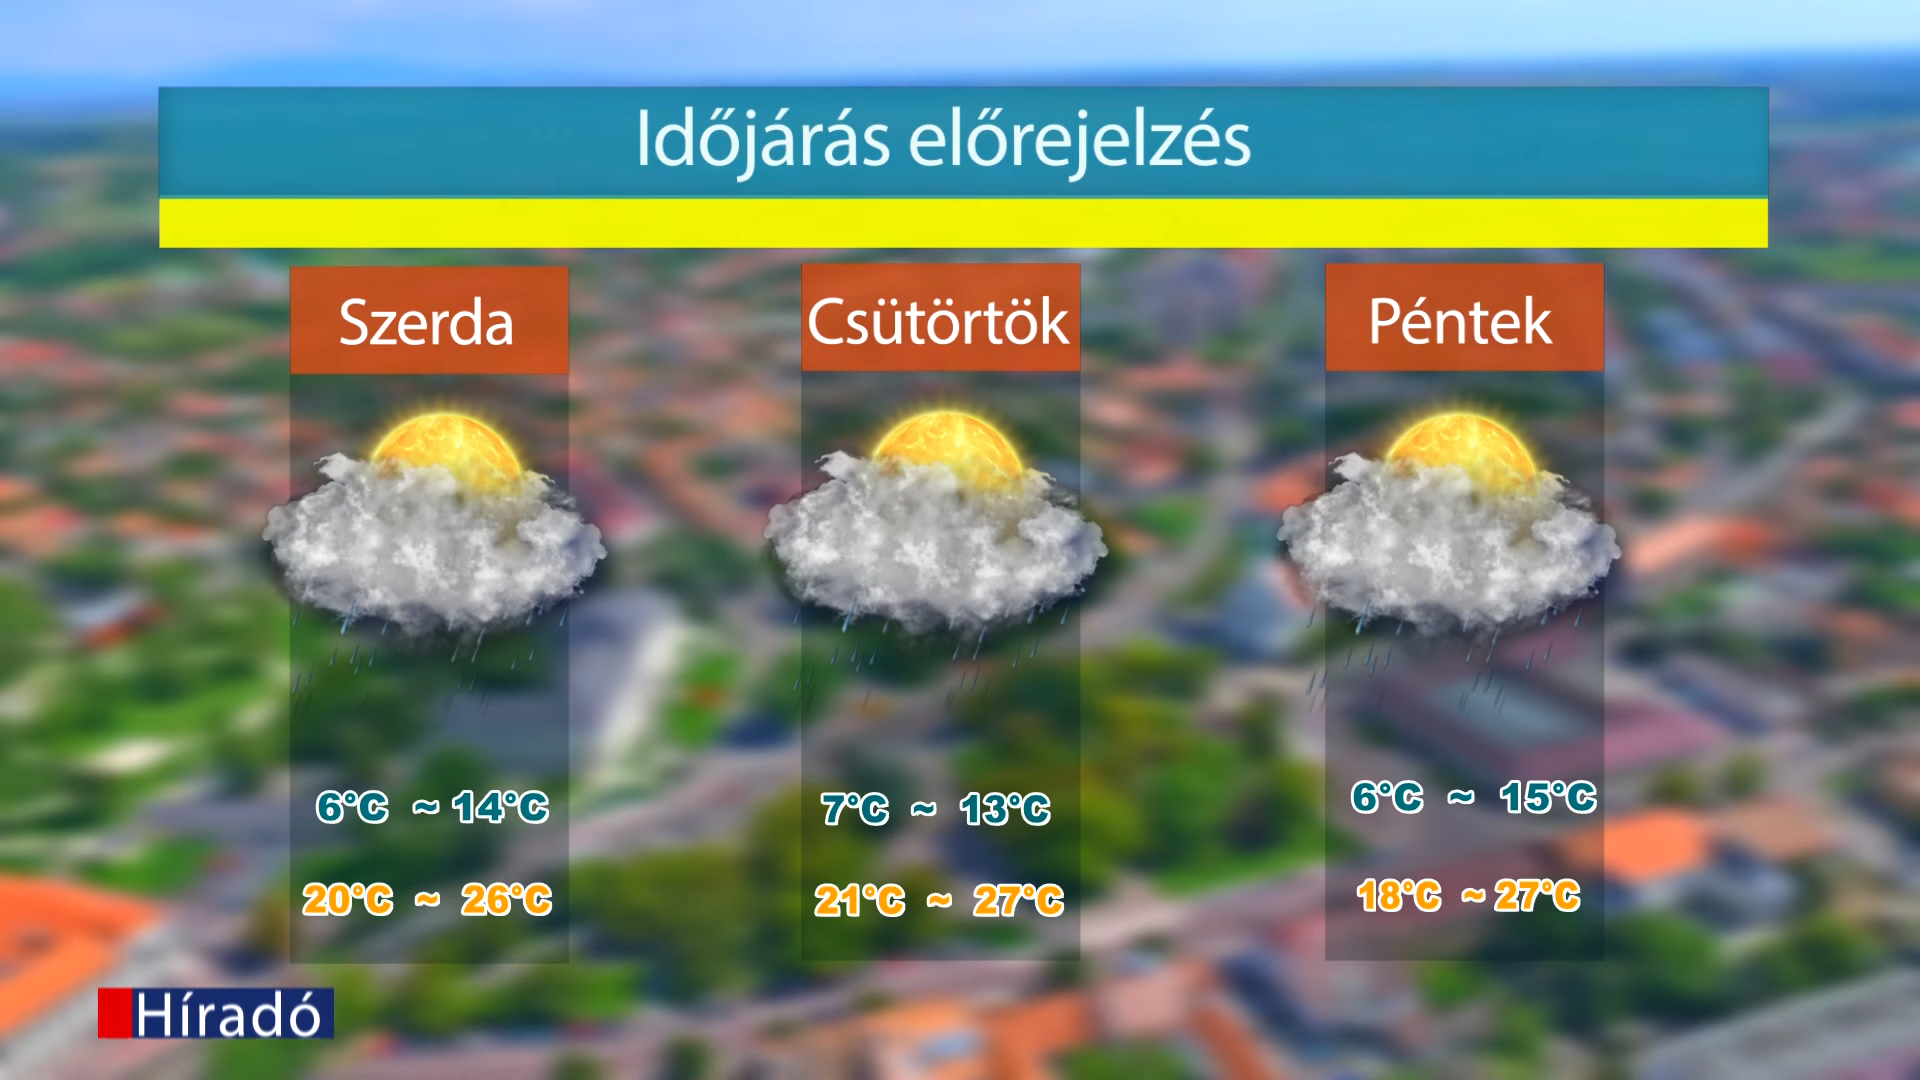 Időjárás előrejelzés
Szerda
Csütörtök
Péntek
6°C ~ 14°C
7°C ~ 13°C
6°C ~ 15°C
20°C ~ 26°C
21°C ~ 27°C
18°C ~ 27°C
Híradó